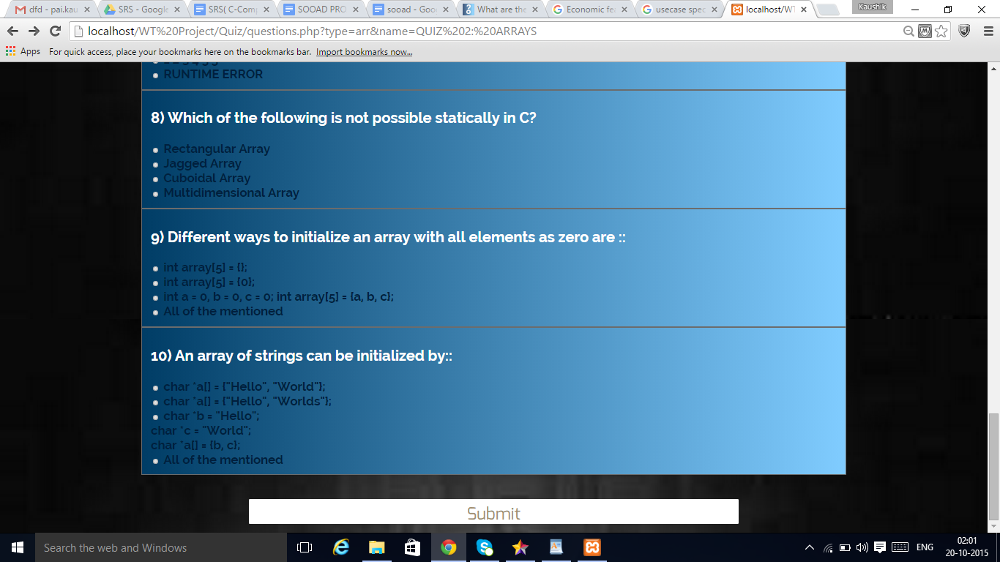 dfd - pai.kau
SRS - Google
SRS( C-Comp
SOOAD PRO
sooad - Goo
What are the
Economic fea
usecase spec
localhost/WT
Kaushik
localhost/WT%20Project/Quiz/questions.php?type=arr&name=QUIZ%202:%20ARRAYS
Apps For quick access, place your bookmarks here on the bookmarks bar. Import bookmarks now...
RUNTIME ERROR
8) Which of the following is not possible statically in C?
Rectangular Array
Jagged Array
Cuboidal Array
Multidimensional Array
9) Different ways to initialize an array with all elements as zero are ::
int array[5] = {};
int array[5] = {0};
int a = 0, b = 0, c = 0; int array[5] = {a, b, c};
All of the mentioned
10) An array of strings can be initialized by::
char *a[] = {"Hello", "World"};
char *a[] = {"Hello", "Worlds"};
char *b = "Hello";
char *c = "World";
char *a[] = {b, c};
All of the mentioned
Submit
Search the web and Windows
ENG
02:01
20-10-2015